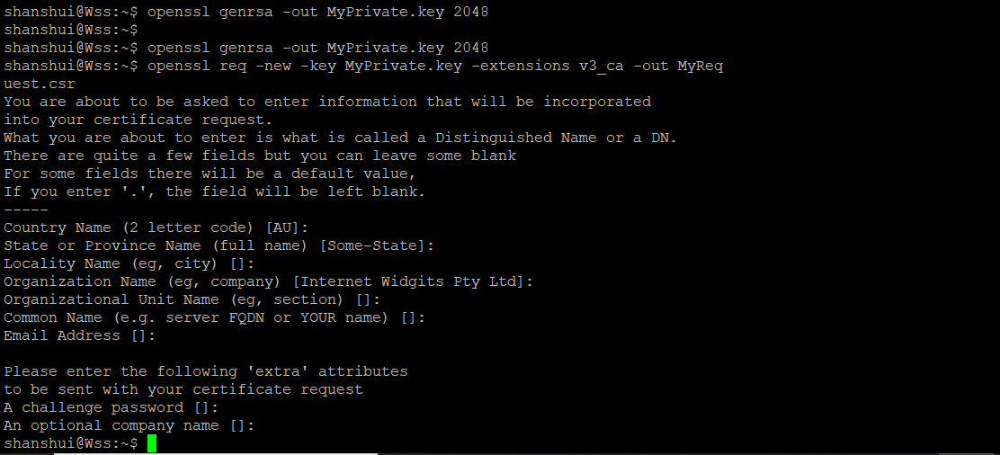 shanshui@Wss:~$ openssl genrsa -out MyPrivate.key 2048
shanshui@Wss:~$
shanshui@Wss:~$ openssl genrsa -out MyPrivate.key 2048
shanshui@Wss:~$ openssl req -new -key MyPrivate.key -extensions v3_ca -out MyReq
uest.csr
You are about to be asked to enter information that will be incorporated
into your certificate request.
What you are about to enter is what is called a Distinguished Name or a DN.
There are quite a few fields but you can leave some blank
For some fields there will be a default value,
If you enter '.', the field will be left blank.
-----
Country Name (2 letter code) [AU]:
State or Province Name (full name) [Some-State]:
Locality Name (eg, city) []:
Organization Name (eg, company) [Internet Widgits Pty Ltd]:
Organizational Unit Name (eg, section) []:
Common Name (e.g. server FQDN or YOUR name) []:
Email Address []:

Please enter the following 'extra' attributes
to be sent with your certificate request
A challenge password []:
An optional company name []:
shanshui@Wss:~$